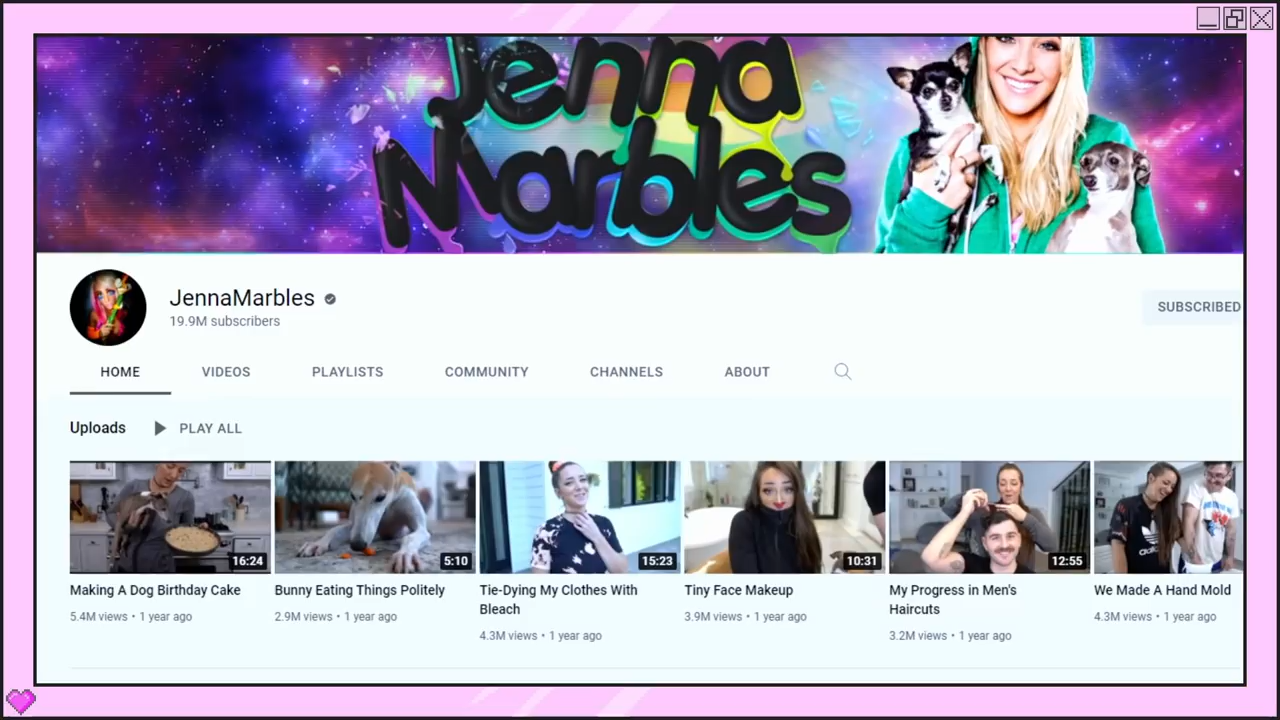 Jenna
Marbles
JennaMarbles
19.9M subscribers
SUBSCRIBED
HOME VIDEOS PLAYLISTS COMMUNITY CHANNELS ABOUT
Uploads PLAY ALL
16:24 5:10 15:23 10:31 12:55
Making A Dog Birthday Cake
5.4M views • 1 year ago
Bunny Eating Things Politely
2.9M views • 1 year ago
Tie-Dying My Clothes With
Bleach
4.3M views • 1 year ago
Tiny Face Makeup
3.9M views • 1 year ago
My Progress in Men's
Haircuts
3.2M views • 1 year ago
adidas
We Made A Hand Mold
4.3M views • 1 year ago